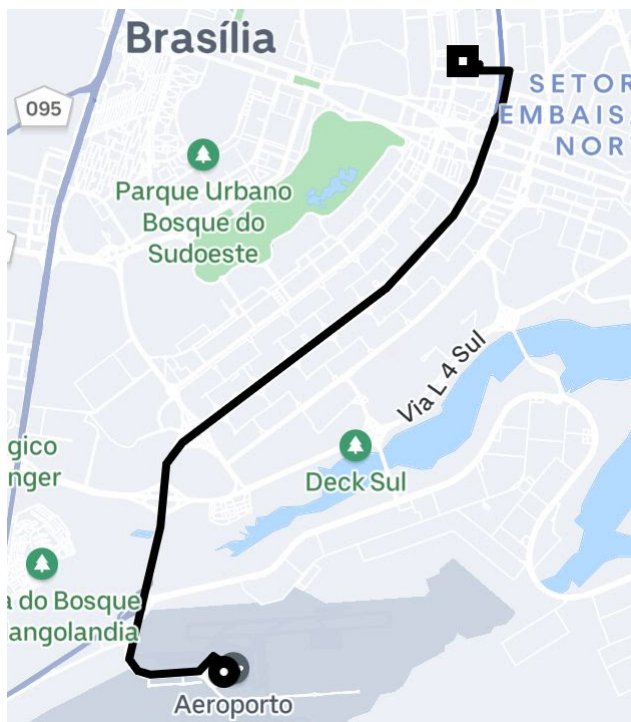 Brasília
095
SETOR
EMBAIS
NOR
Parque Urbano
Bosque do
Sudoeste
Via L 4 Sul
gico
nger
Deck Sul
a do Bosque
angolandia
Aeroporto